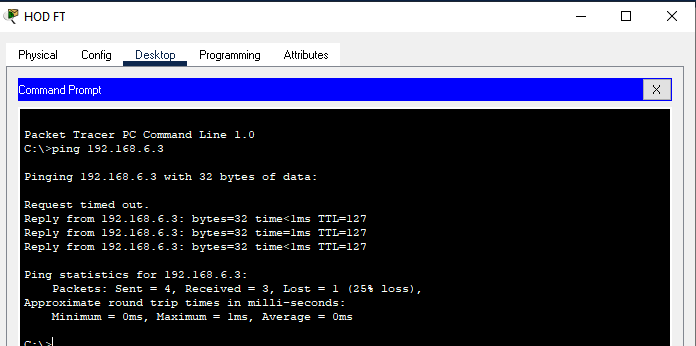 HOD FT
Physical Config Desktop Programming Attributes
Command Prompt
X
Packet Tracer PC Command Line 1.0
C:\>ping 192.168.6.3
Pinging 192.168.6.3 with 32 bytes of data:
Request timed out.
Reply from 192.168.6.3: bytes=32 time<1ms TTL=127
Reply from 192.168.6.3: bytes=32 time=1ms TTL=127
Reply from 192.168.6.3: bytes=32 time<1ms TTL=127
Ping statistics for 192.168.6.3:
Packets: Sent = 4, Received = 3, Lost = 1 (25% loss),
Approximate round trip times in milli-seconds:
Minimum = 0ms, Maximum = 1ms, Average = 0ms
C:\>